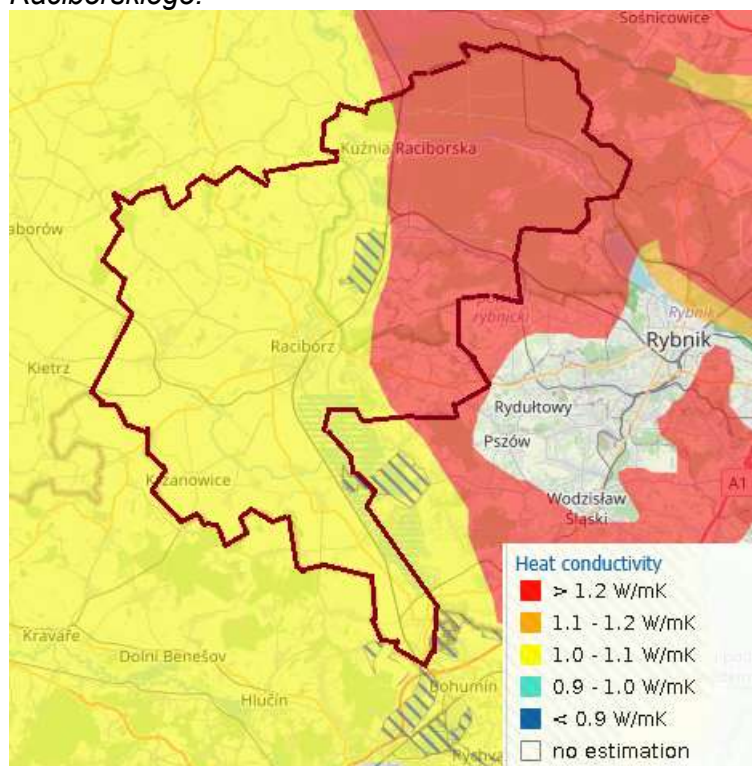 Raciborskiego.
Sośnicowice
Kuźnia Raciborska
aborów
rybnicki
Rybnik
Racibórz
Rybnik
Kietrz
Rydułtowy
Pszów
Krzanowice
A1
Wodzisław
Śląski
Heat conductivity
> 1.2 W/mK
1.1 - 1.2 W/mK
Kravaře
1.0 - 1.1 W/mK
Dolní Benešov
0.9 - 1.0 W/mK
Hlučín
Bohumín
< 0.9 W/mK
Rychva
no estimation